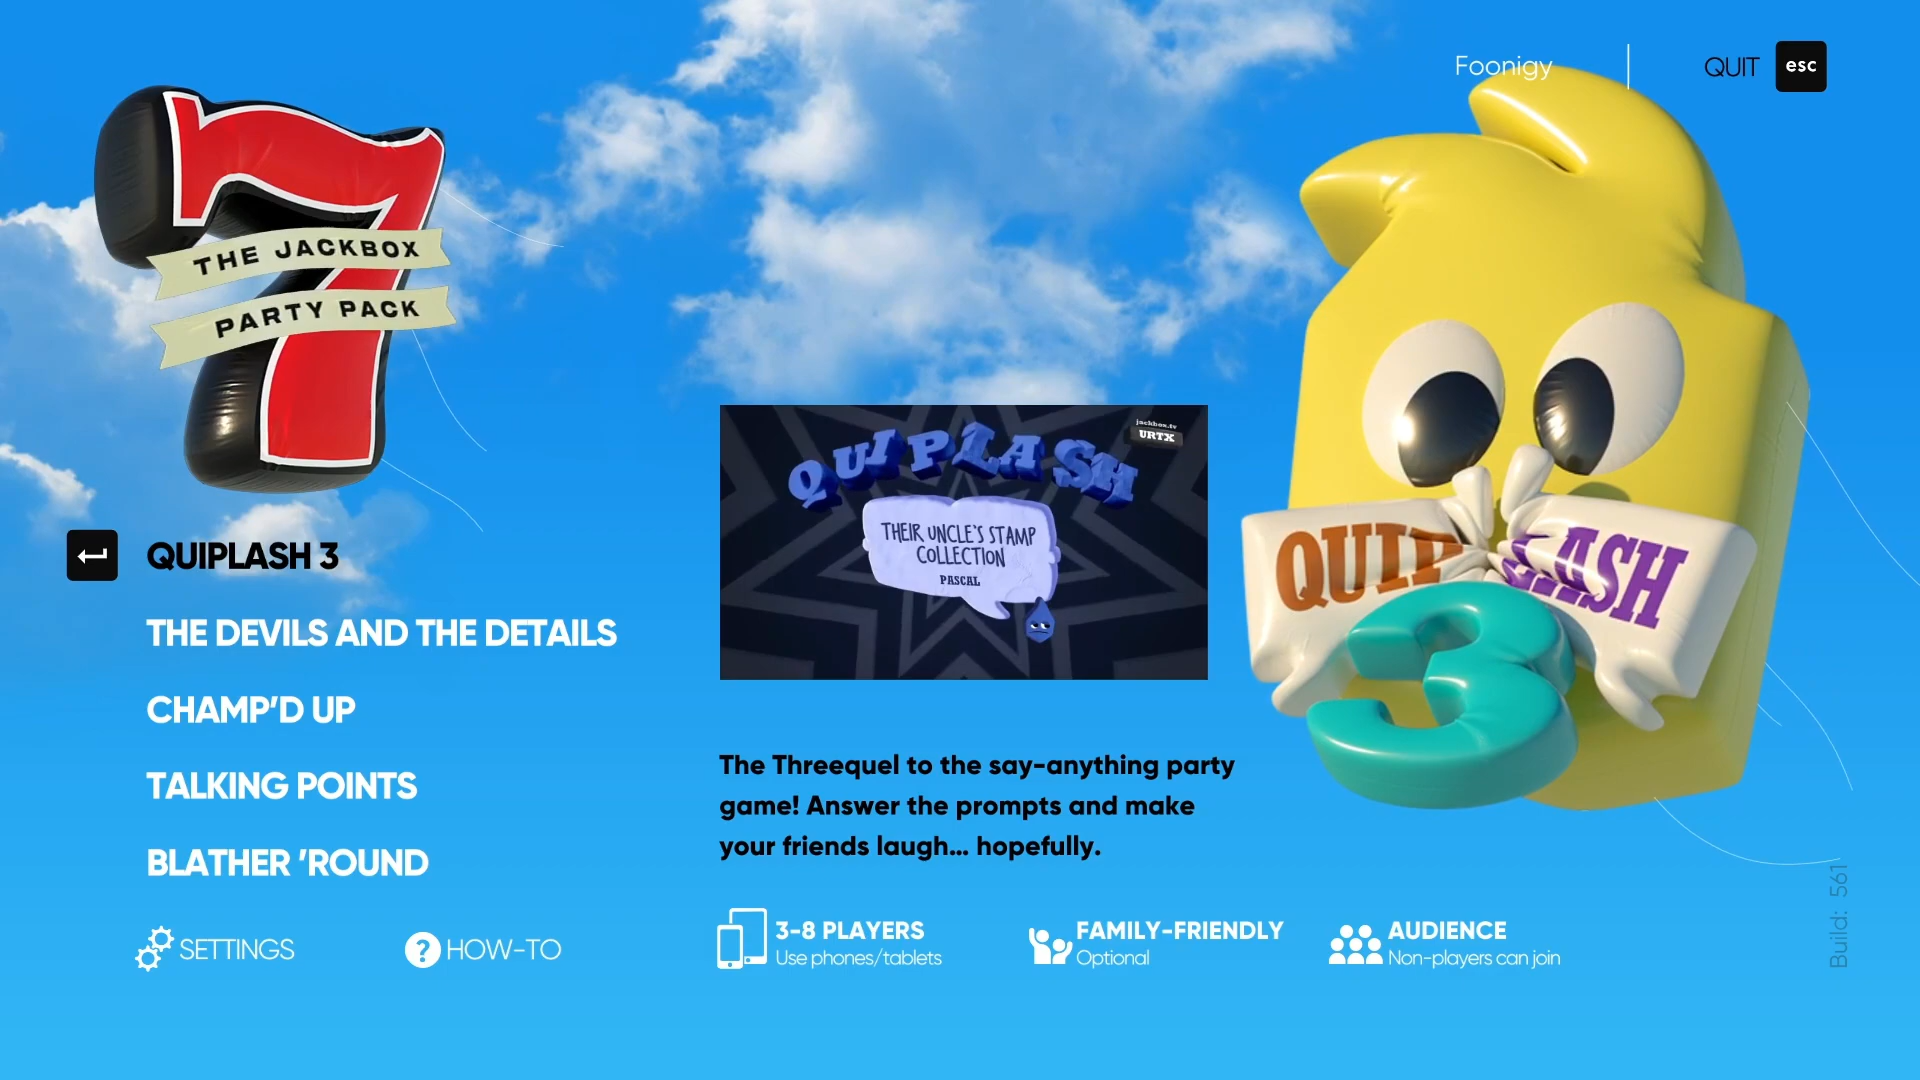 Foonigy
QUIT esc
THE JACKBOX
PARTY PACK
QUIPLASH 3
THE DEVILS AND THE DETAILS
CHAMP'D UP
TALKING POINTS
BLATHER 'ROUND
SETTINGS
? HOW-TO
QUIPLASH
jackbox.tv
URTX
THEIR UNCLE'S STAMP
COLLECTION
PASCAL
The Threequel to the say-anything party
game! Answer the prompts and make
your friends laugh... hopefully.
3-8 PLAYERS
Use phones/tablets
FAMILY-FRIENDLY
Optional
AUDIENCE
Non-players can join
QUIPLASH
3
Build: 561